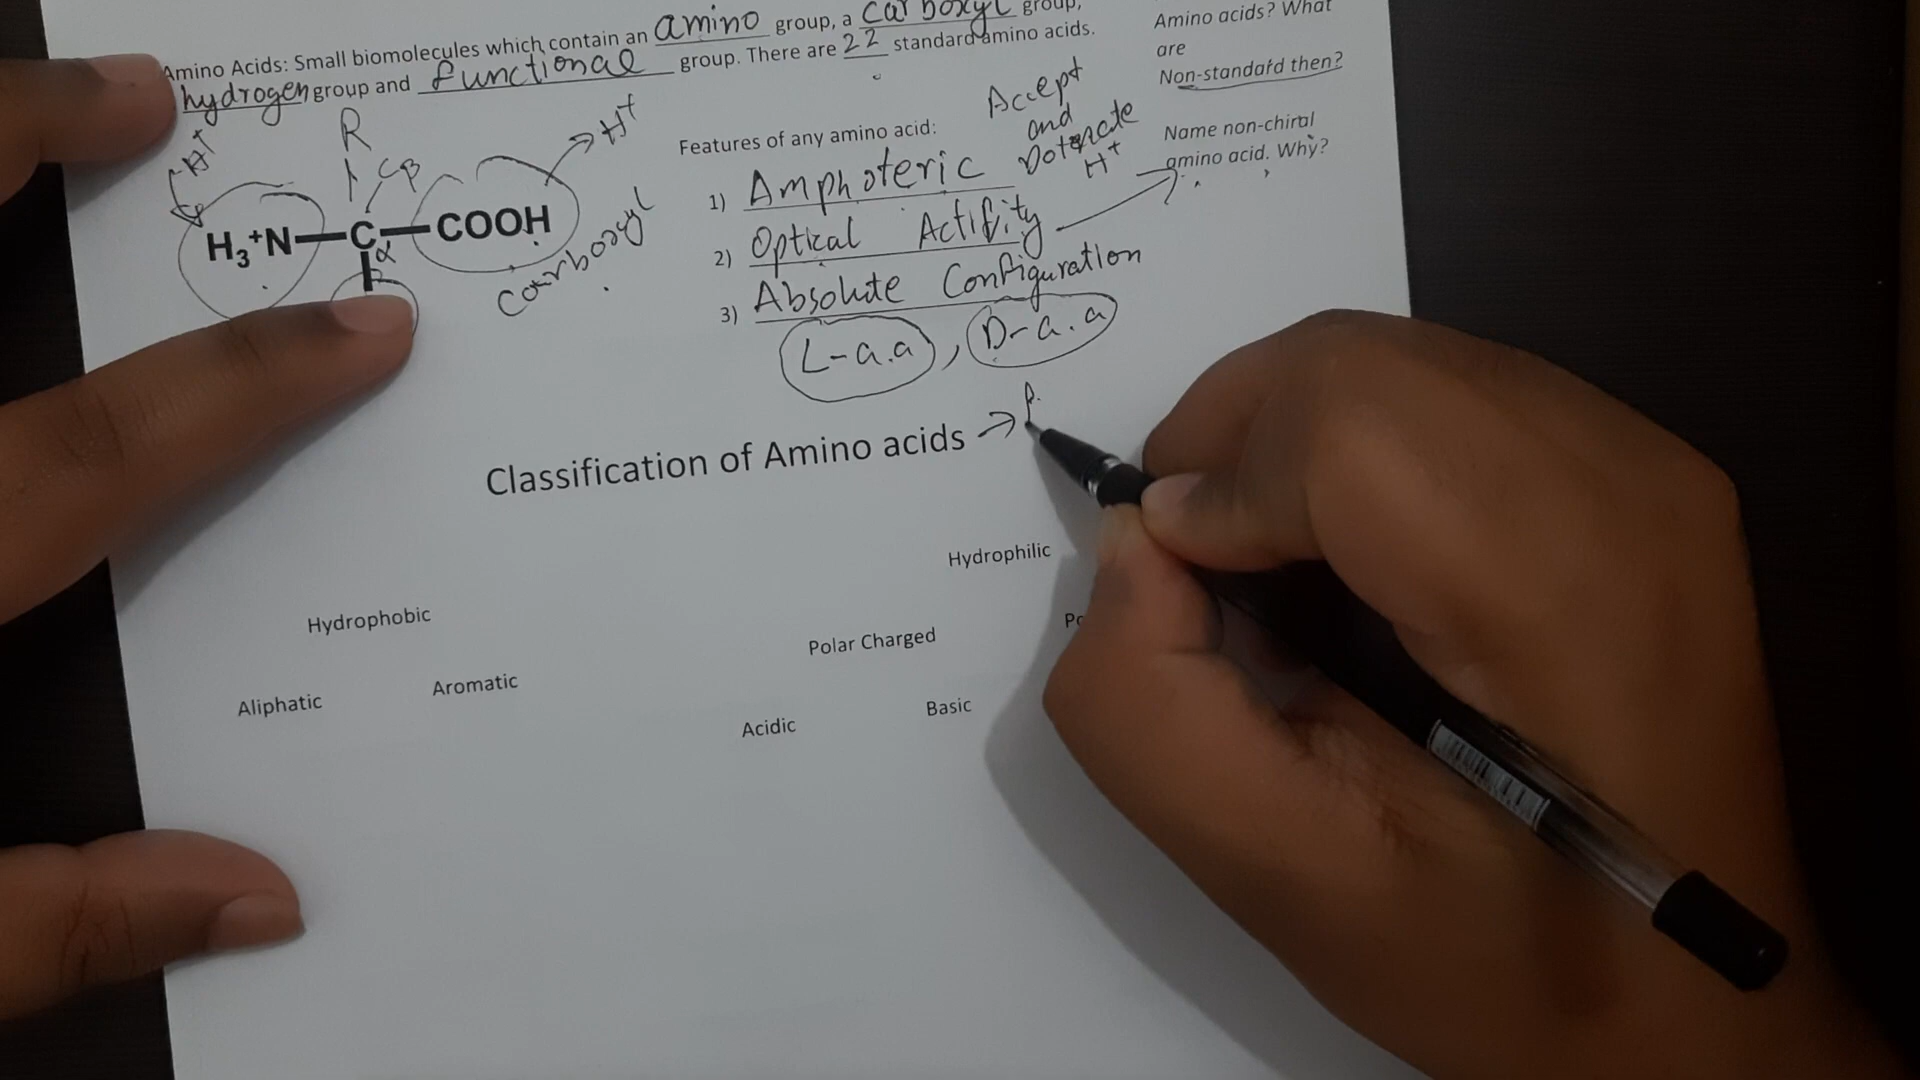 Amino Acids: Small biomolecules which contain an amino group, a carboxyl group,
hydrogen group and functional group. There are 22 standard amino acids.
Amino acids? What
are
Non-standard then?
Name non-chiral
amino acid. Why?
H+
R
Cβ
H+
H3+N—C—COOH
α
carboxyl
Features of any amino acid:
Accept
and
H+
1) Amphoteric
2) Optical Actifity
3) Absolute Configuration
L-a.a, D-a.a
Classification of Amino acids →
Hydrophilic
Hydrophobic
Polar Charged
Aliphatic
Aromatic
Acidic
Basic